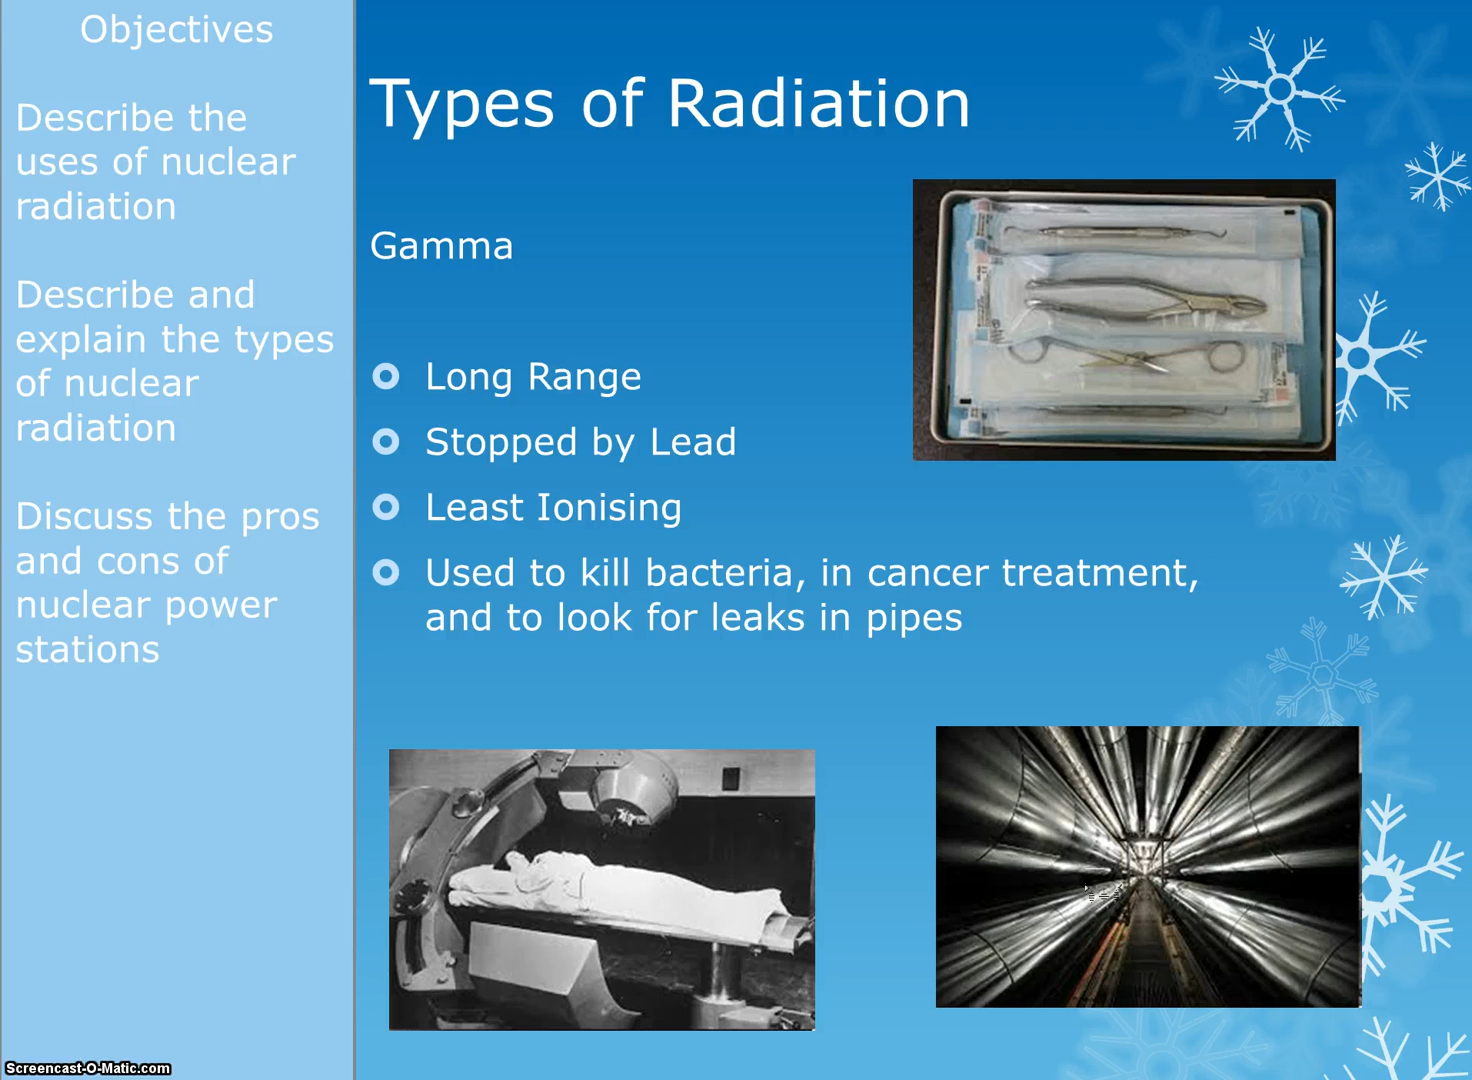 Objectives
Describe the
uses of nuclear
radiation
Describe and
explain the types
of nuclear
radiation
Discuss the pros
and cons of
nuclear power
stations
Types of Radiation
Gamma
Long Range
Stopped by Lead
Least Ionising
Used to kill bacteria, in cancer treatment,
and to look for leaks in pipes
Screencast-O-Matic.com